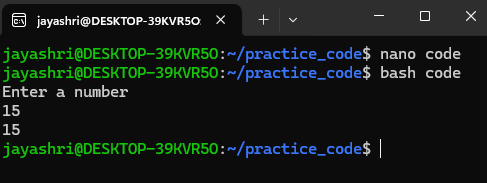 jayashri@DESKTOP-39KVR5O:
jayashri@DESKTOP-39KVR5O:~/practice_code$ nano code
jayashri@DESKTOP-39KVR5O:~/practice_code$ bash code
Enter a number
15
15
jayashri@DESKTOP-39KVR5O:~/practice_code$